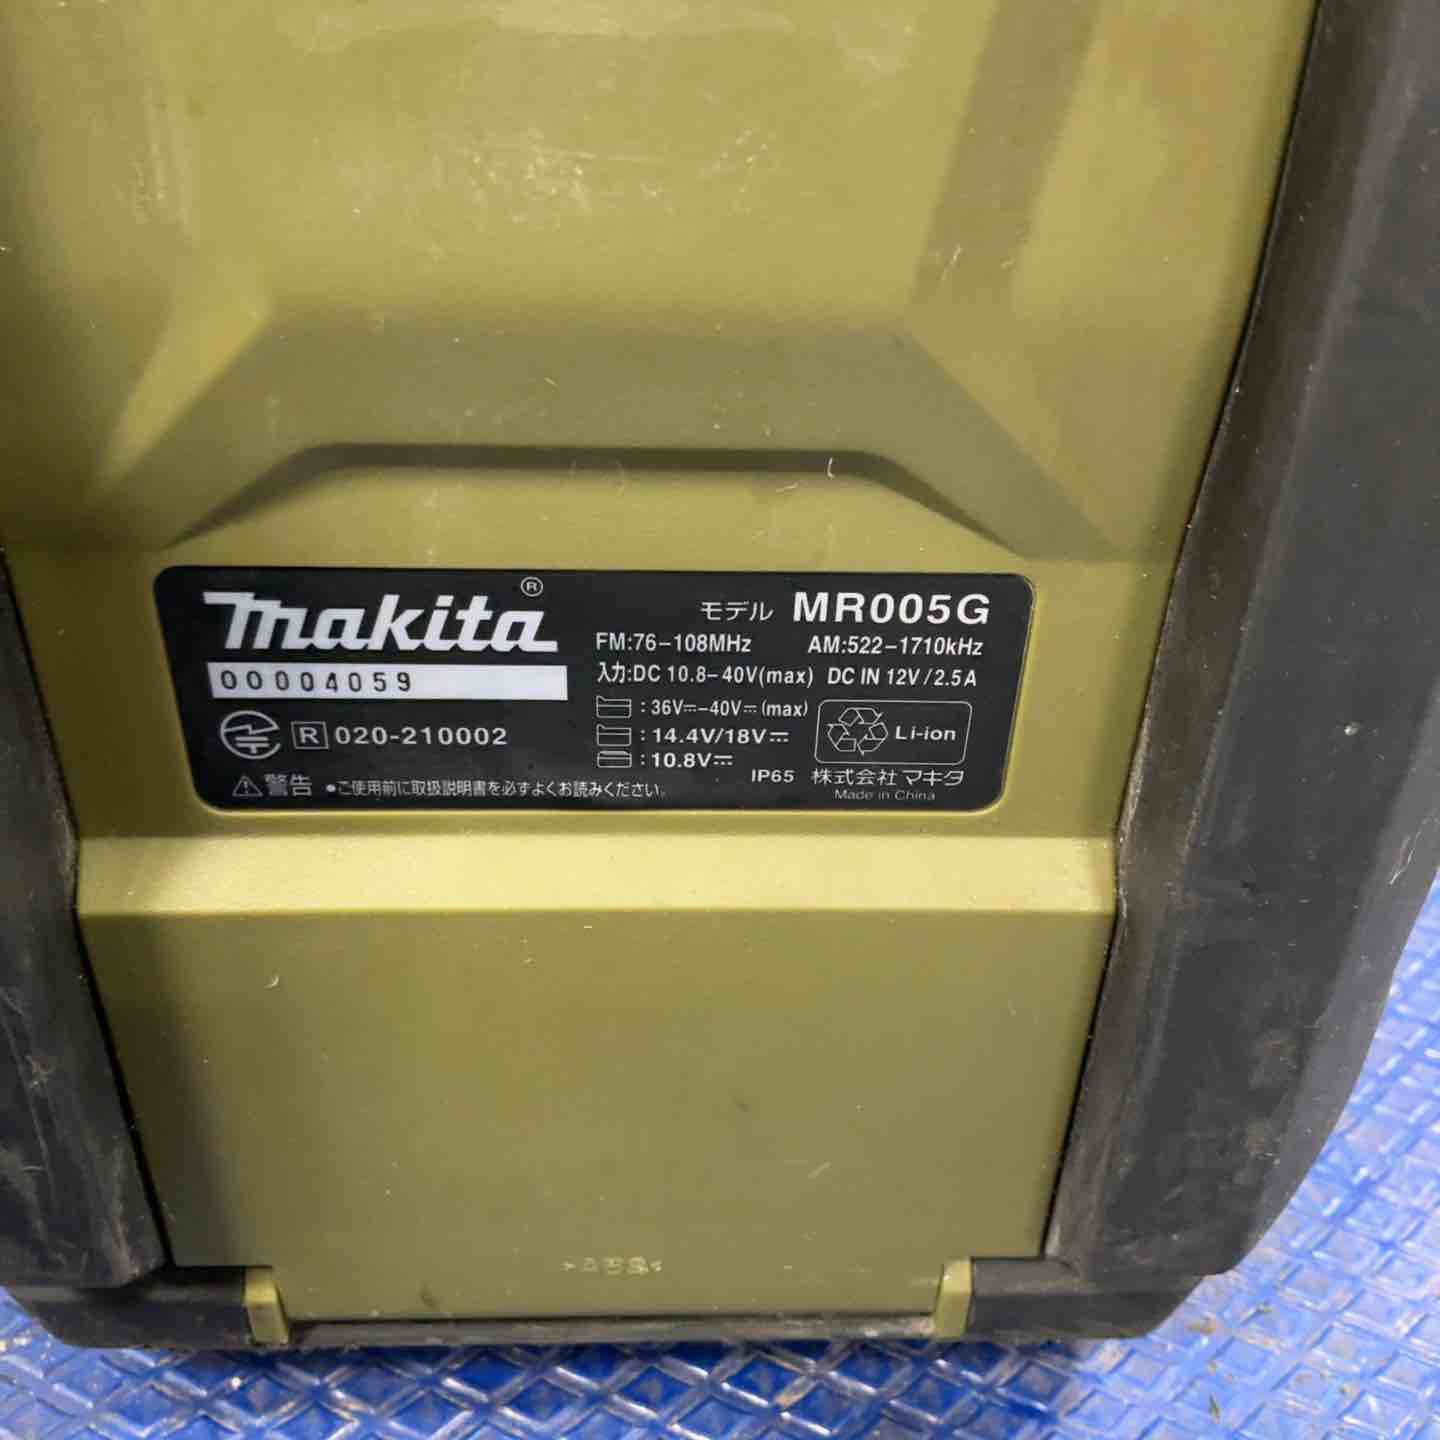 makita®
モデル MR005G
FM:76-108MHz AM:522-1710kHz
00004059
入力:DC 10.8-40V(max) DC IN 12V/2.5A
:36V⎓-40V⎓(max)
:14.4V/18V⎓
:10.8V⎓
Li-ion
R 020-210002
IP65 株式会社マキタ
Made in China
⚠警告 ●ご使用前に取扱説明書を必ずよくお読みください。
>ABS<